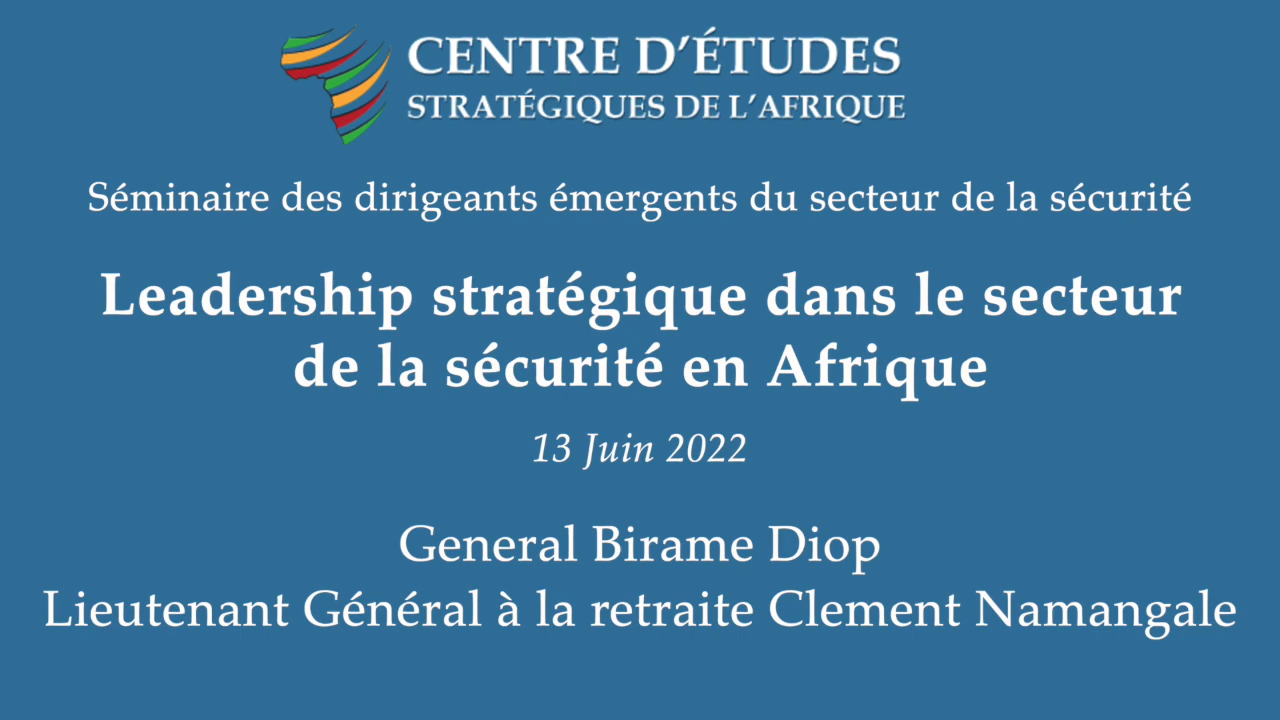 CENTRE D’ÉTUDES
STRATÉGIQUES DE L’AFRIQUE
Séminaire des dirigeants émergents du secteur de la sécurité
Leadership stratégique dans le secteur
de la sécurité en Afrique
13 Juin 2022
General Birame Diop
Lieutenant Général à la retraite Clement Namangale